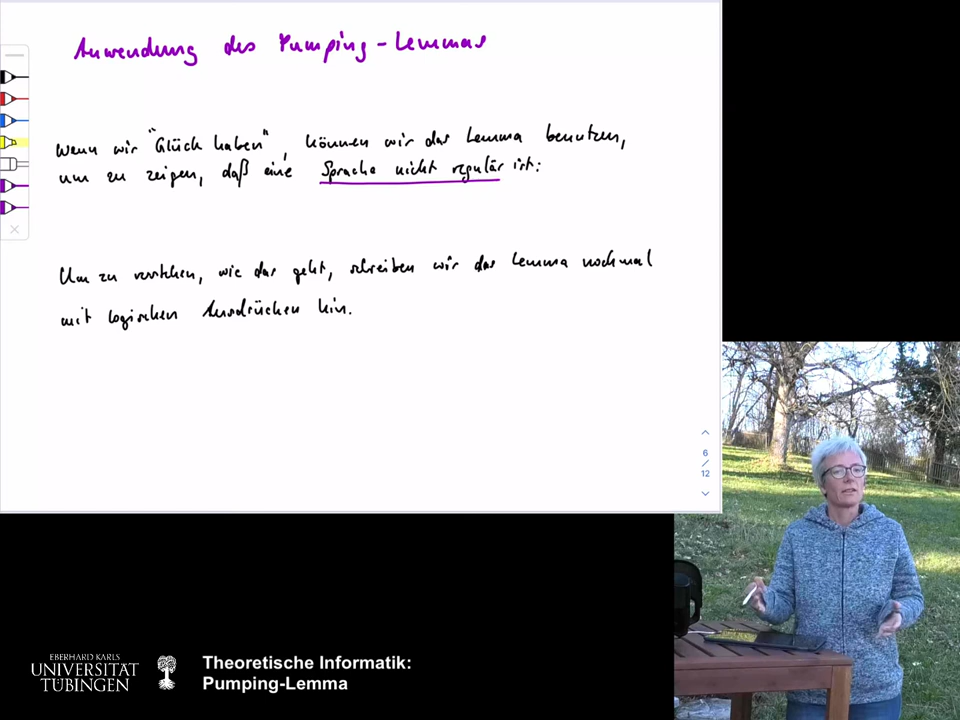 Anwendung des Pumping-Lemmas
Wenn wir "Glück haben", können wir das Lemma benutzen,
um zu zeigen, daß eine Sprache nicht regulär ist:
Um zu verstehen, wie das geht, schreiben wir das Lemma nochmal
mit logischen Ausdrücken hin.
6
/
12
EBERHARD KARLS
UNIVERSITÄT
TÜBINGEN
Theoretische Informatik:
Pumping-Lemma